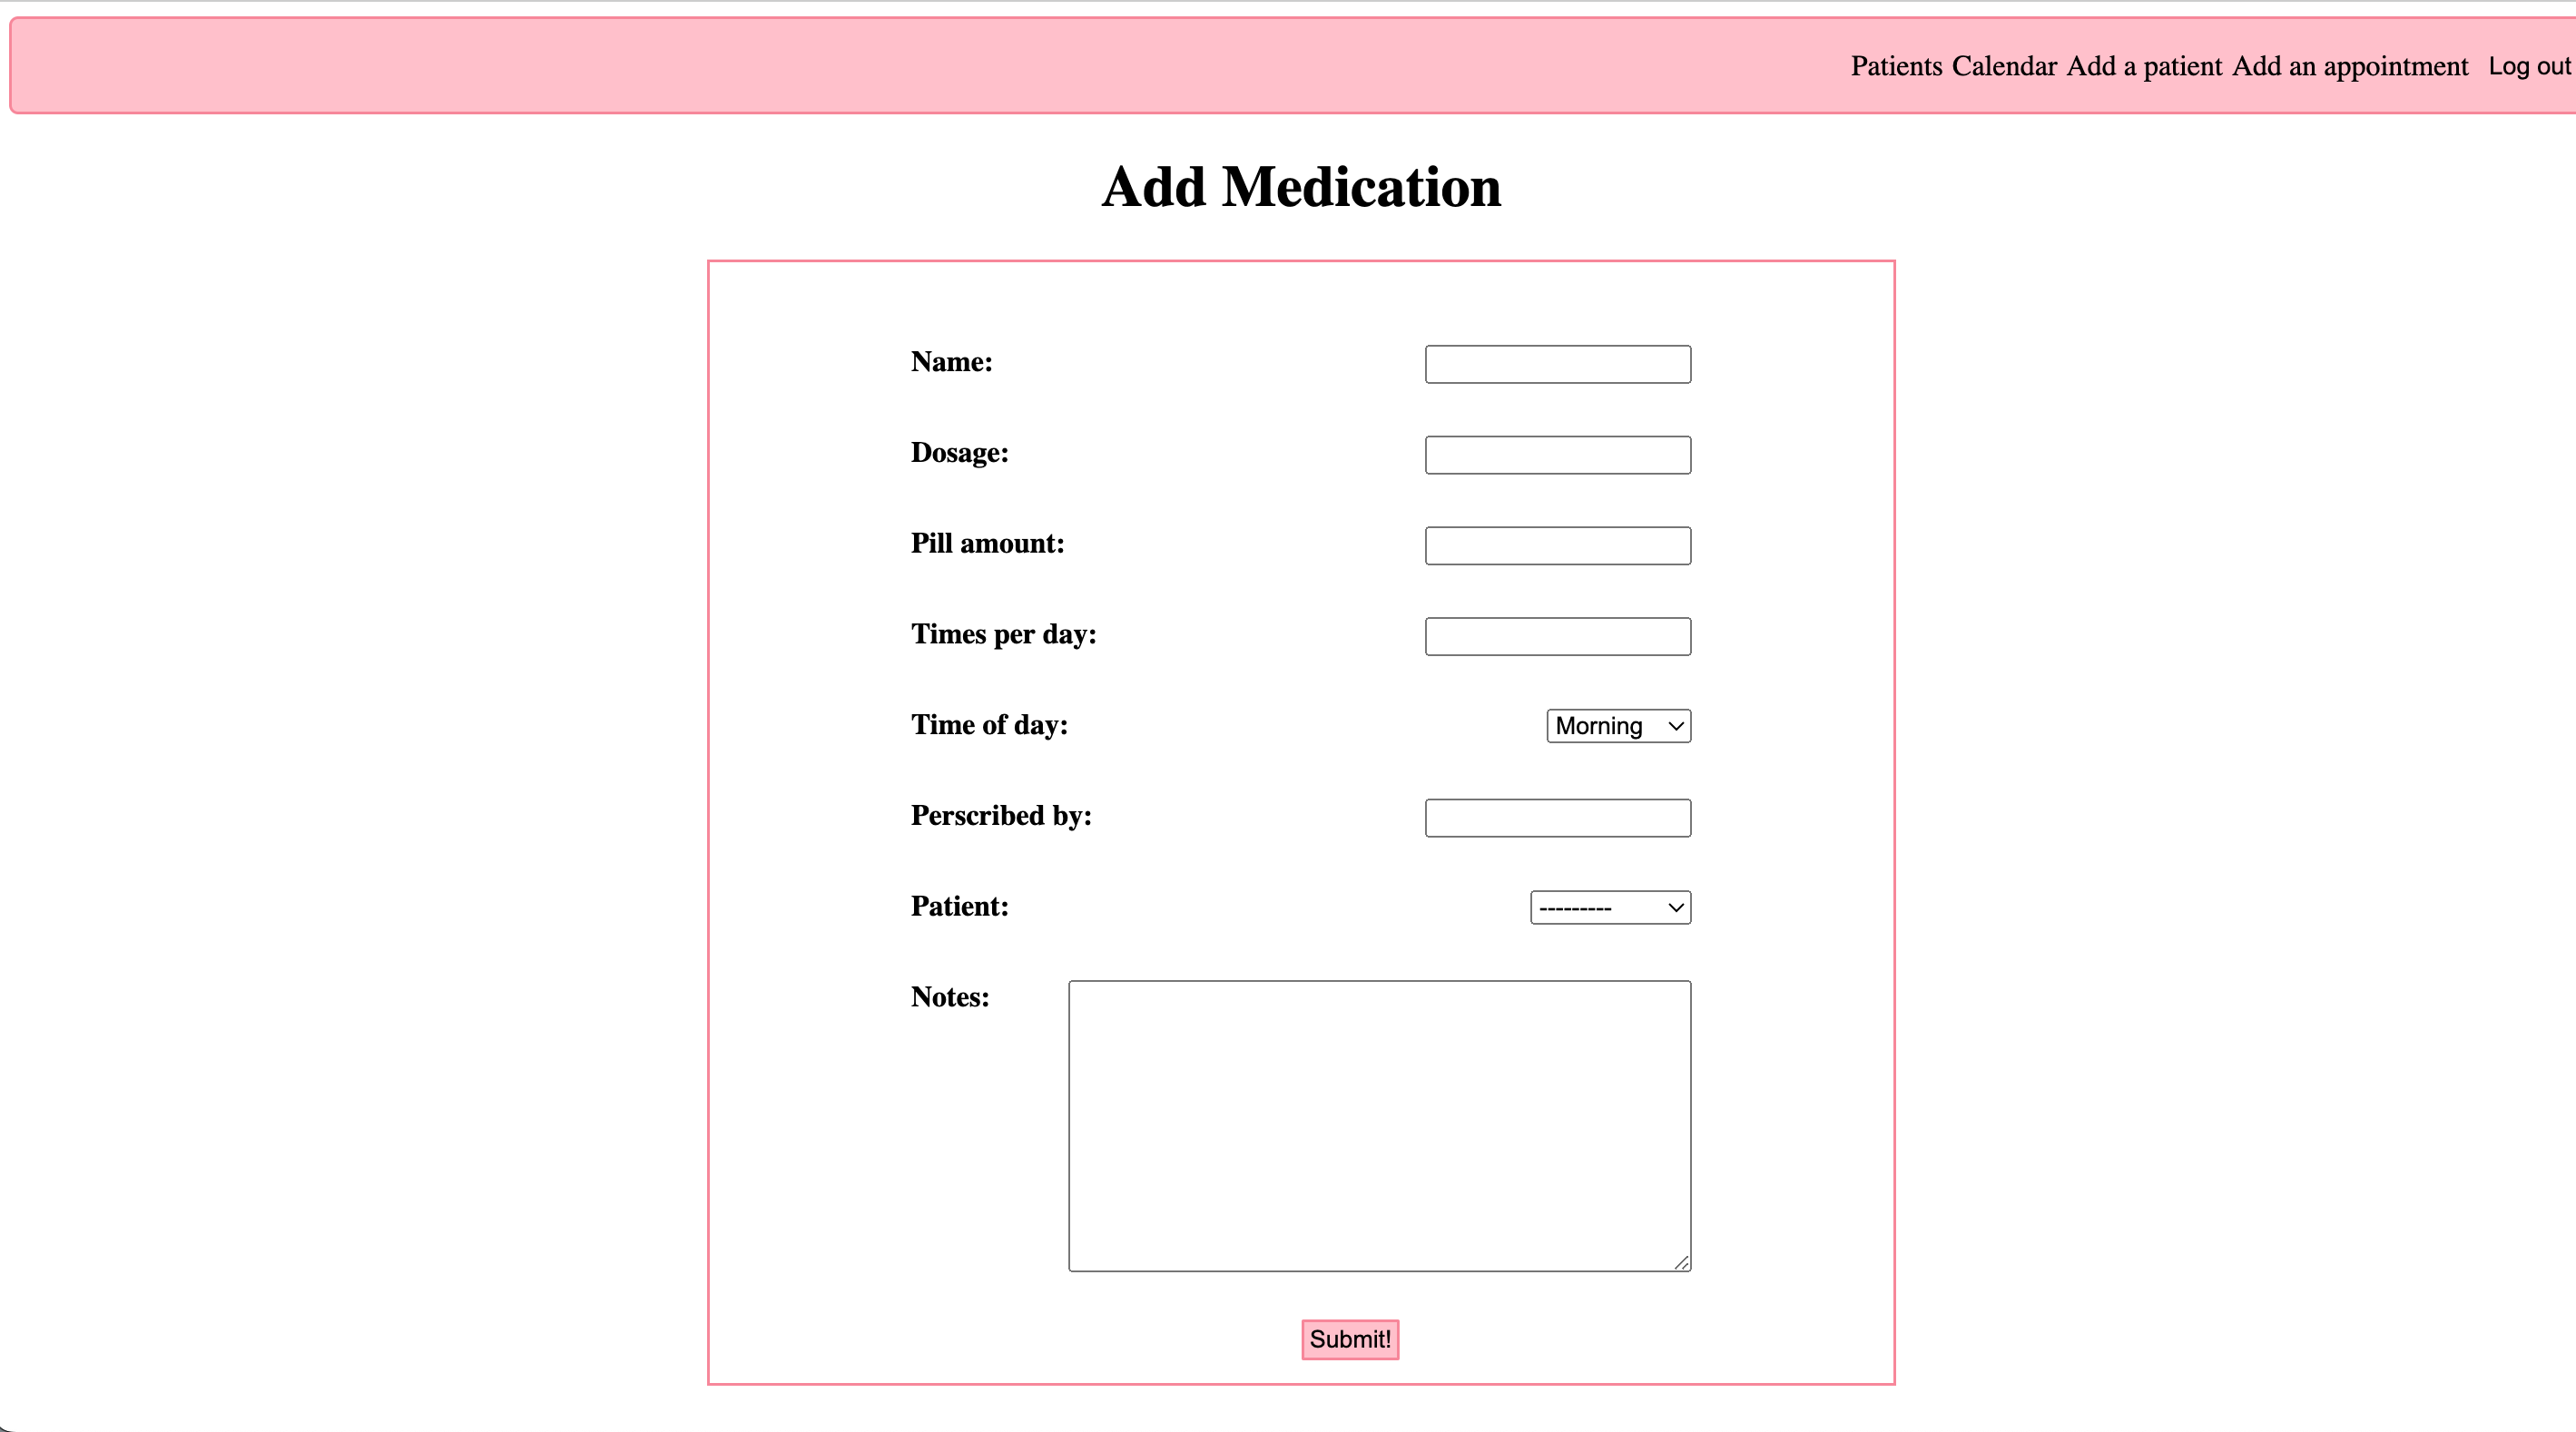 Patients Calendar Add a patient Add an appointment Log out
Add Medication
Name:
Dosage:
Pill amount:
Times per day:
Time of day: Morning
Perscribed by:
Patient: ---------
Notes:
Submit!